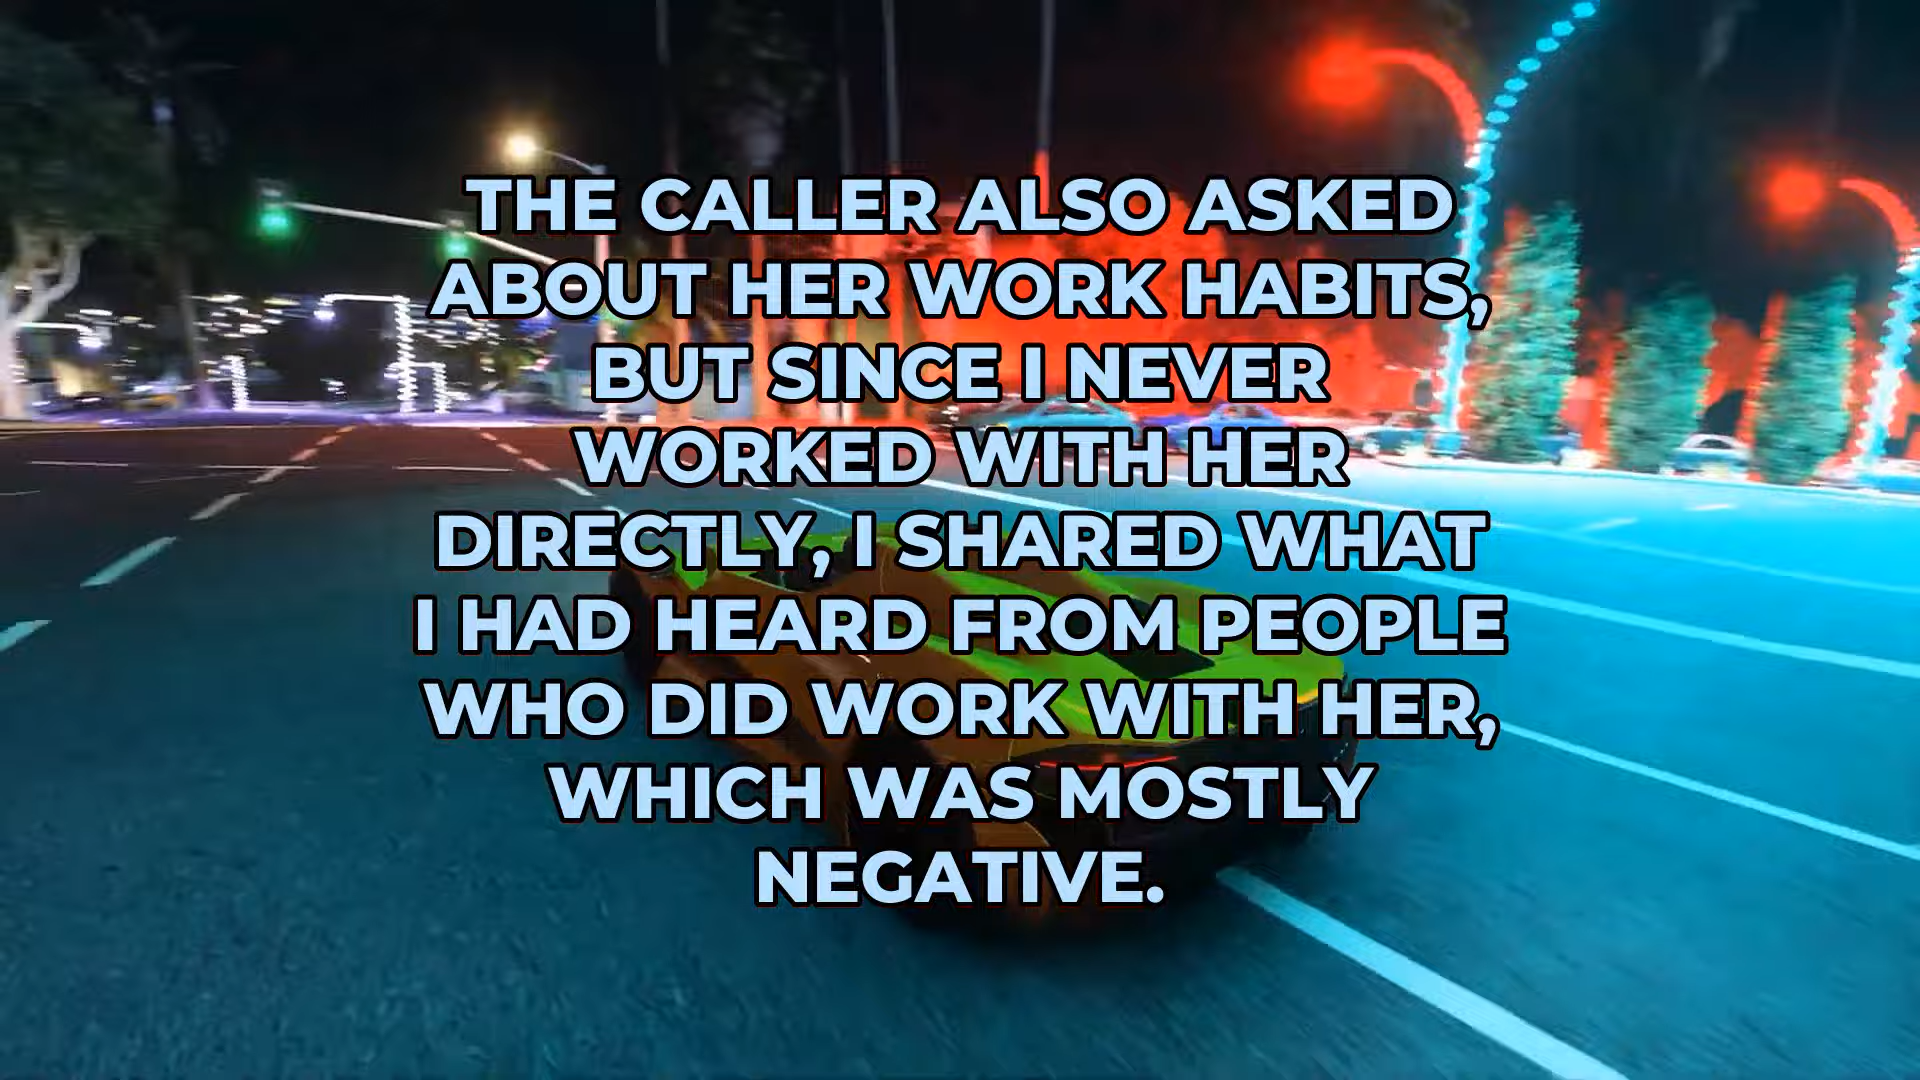 THE CALLER ALSO ASKED
ABOUT HER WORK HABITS,
BUT SINCE I NEVER
WORKED WITH HER
DIRECTLY, I SHARED WHAT
I HAD HEARD FROM PEOPLE
WHO DID WORK WITH HER,
WHICH WAS MOSTLY
NEGATIVE.